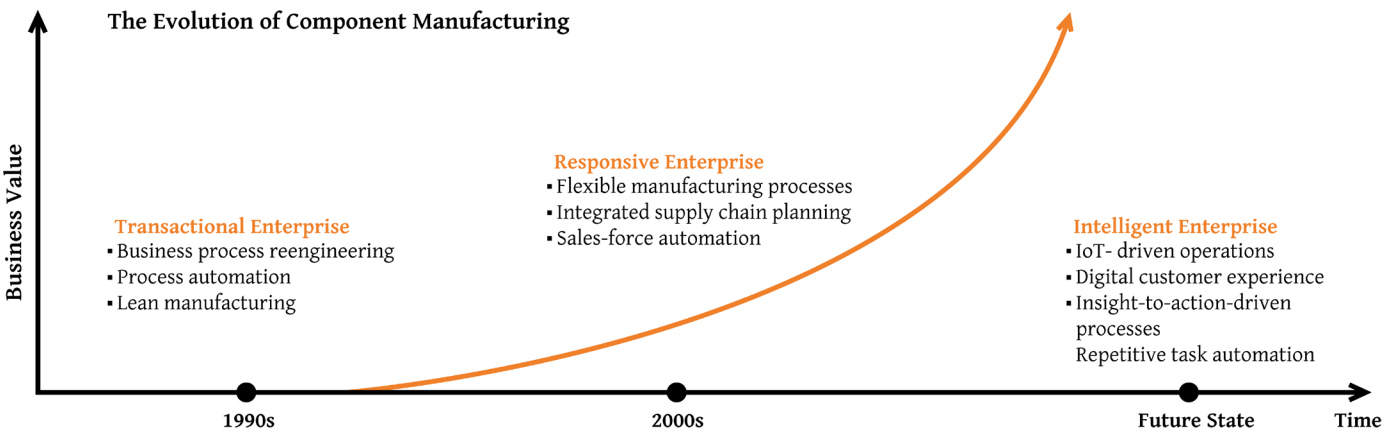 The Evolution of Component Manufacturing
Business Value
Transactional Enterprise
▪ Business process reengineering
▪ Process automation
▪ Lean manufacturing
Responsive Enterprise
▪ Flexible manufacturing processes
▪ Integrated supply chain planning
▪ Sales-force automation
Intelligent Enterprise
▪ IoT- driven operations
▪ Digital customer experience
▪ Insight-to-action-driven
processes
Repetitive task automation
1990s
2000s
Future State
Time